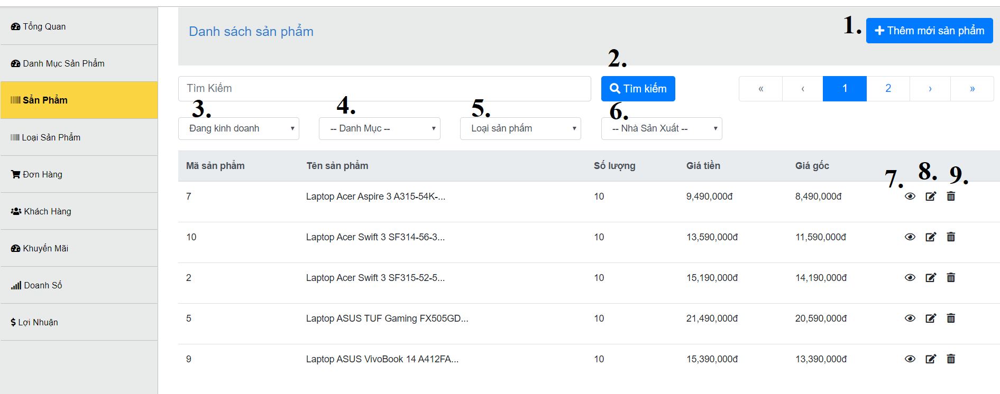 Tổng Quan
Danh Mục Sản Phẩm
Sản Phẩm
Loại Sản Phẩm
Đơn Hàng
Khách Hàng
Khuyến Mãi
Doanh Số
$ Lợi Nhuận
Danh sách sản phẩm
1. + Thêm mới sản phẩm
2.
Tìm Kiếm
Tìm kiếm
« ‹ 1 2 › »
3. 4. 5. 6.
Đang kinh doanh -- Danh Mục -- Loại sản phẩm -- Nhà Sản Xuất --
Mã sản phẩm Tên sản phẩm Số lượng Giá tiền Giá gốc
7. 8. 9.
7 Laptop Acer Aspire 3 A315-54K-... 10 9,490,000đ 8,490,000đ
10 Laptop Acer Swift 3 SF314-56-3... 10 13,590,000đ 11,590,000đ
2 Laptop Acer Swift 3 SF315-52-5... 10 15,190,000đ 14,190,000đ
5 Laptop ASUS TUF Gaming FX505GD... 10 21,490,000đ 20,590,000đ
9 Laptop ASUS VivoBook 14 A412FA... 10 15,390,000đ 13,390,000đ